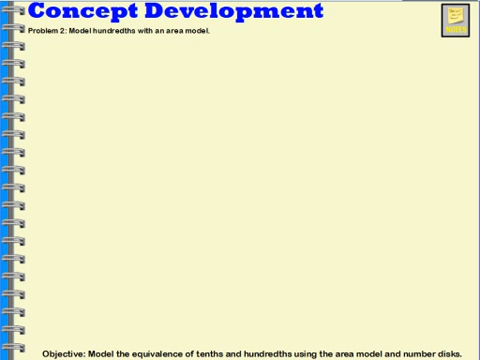 Concept Development
Problem 2: Model hundredths with an area model.
Objective: Model the equivalence of tenths and hundredths using the area model and number disks.